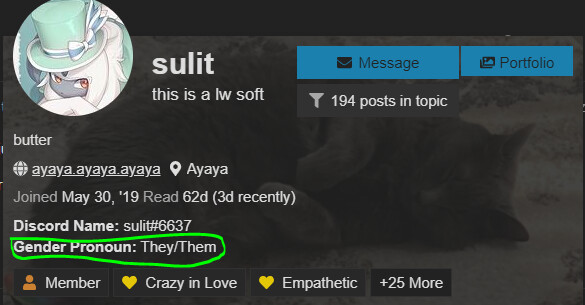 sulit
this is a lw soft
Message
Portfolio
194 posts in topic
butter
ayaya.ayaya.ayaya Ayaya
Joined May 30, '19 Read 62d (3d recently)
Discord Name: sulit#6637
Gender Pronoun: They/Them
Member Crazy in Love Empathetic +25 More